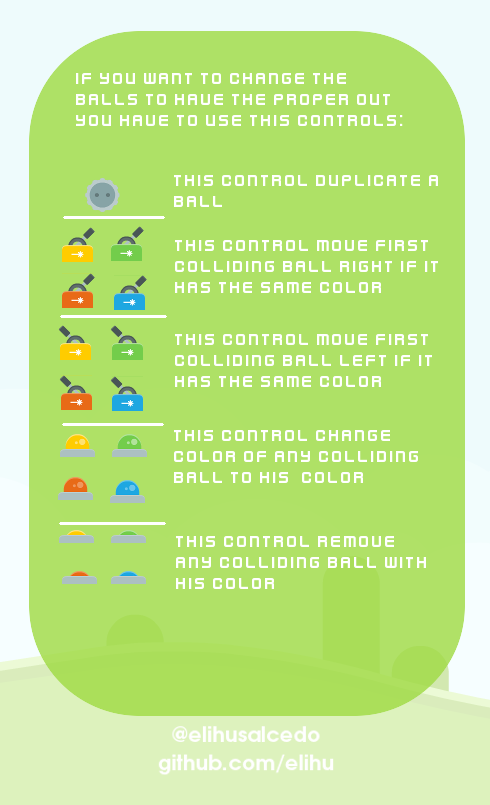 IF YOU WANT TO CHANGE THE
BALLS TO HAVE THE PROPER OUT
YOU HAVE TO USE THIS CONTROLS:
THIS CONTROL DUPLICATE A
BALL
THIS CONTROL MOVE FIRST
COLLIDING BALL RIGHT IF IT
HAS THE SAME COLOR
THIS CONTROL MOVE FIRST
COLLIDING BALL LEFT IF IT
HAS THE SAME COLOR
THIS CONTROL CHANGE
COLOR OF ANY COLLIDING
BALL TO HIS COLOR
THIS CONTROL REMOVE
ANY COLLIDING BALL WITH
HIS COLOR
@elihusalcedo
github.com/elihu